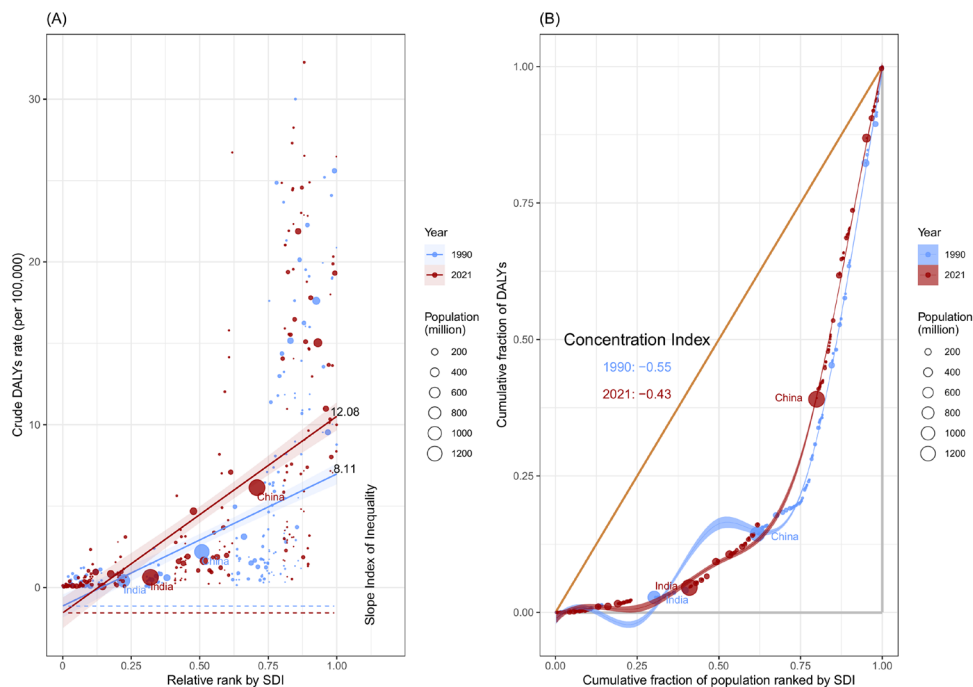 (A)
Crude DALYs rate (per 100,000)
30
20
10
0
12.08
8.11
China
China
India
India
Slope Index of Inequality
0
0.25
0.50
0.75
1.00
Relative rank by SDI
Year
1990
2021
Population
(million)
200
400
600
800
1000
1200
(B)
Cumulative fraction of DALYs
1.00
0.75
0.50
0.25
0.00
Concentration Index
1990: −0.55
2021: −0.43
China
China
India
India
0.00
0.25
0.50
0.75
1.00
Cumulative fraction of population ranked by SDI
Year
1990
2021
Population
(million)
200
400
600
800
1000
1200